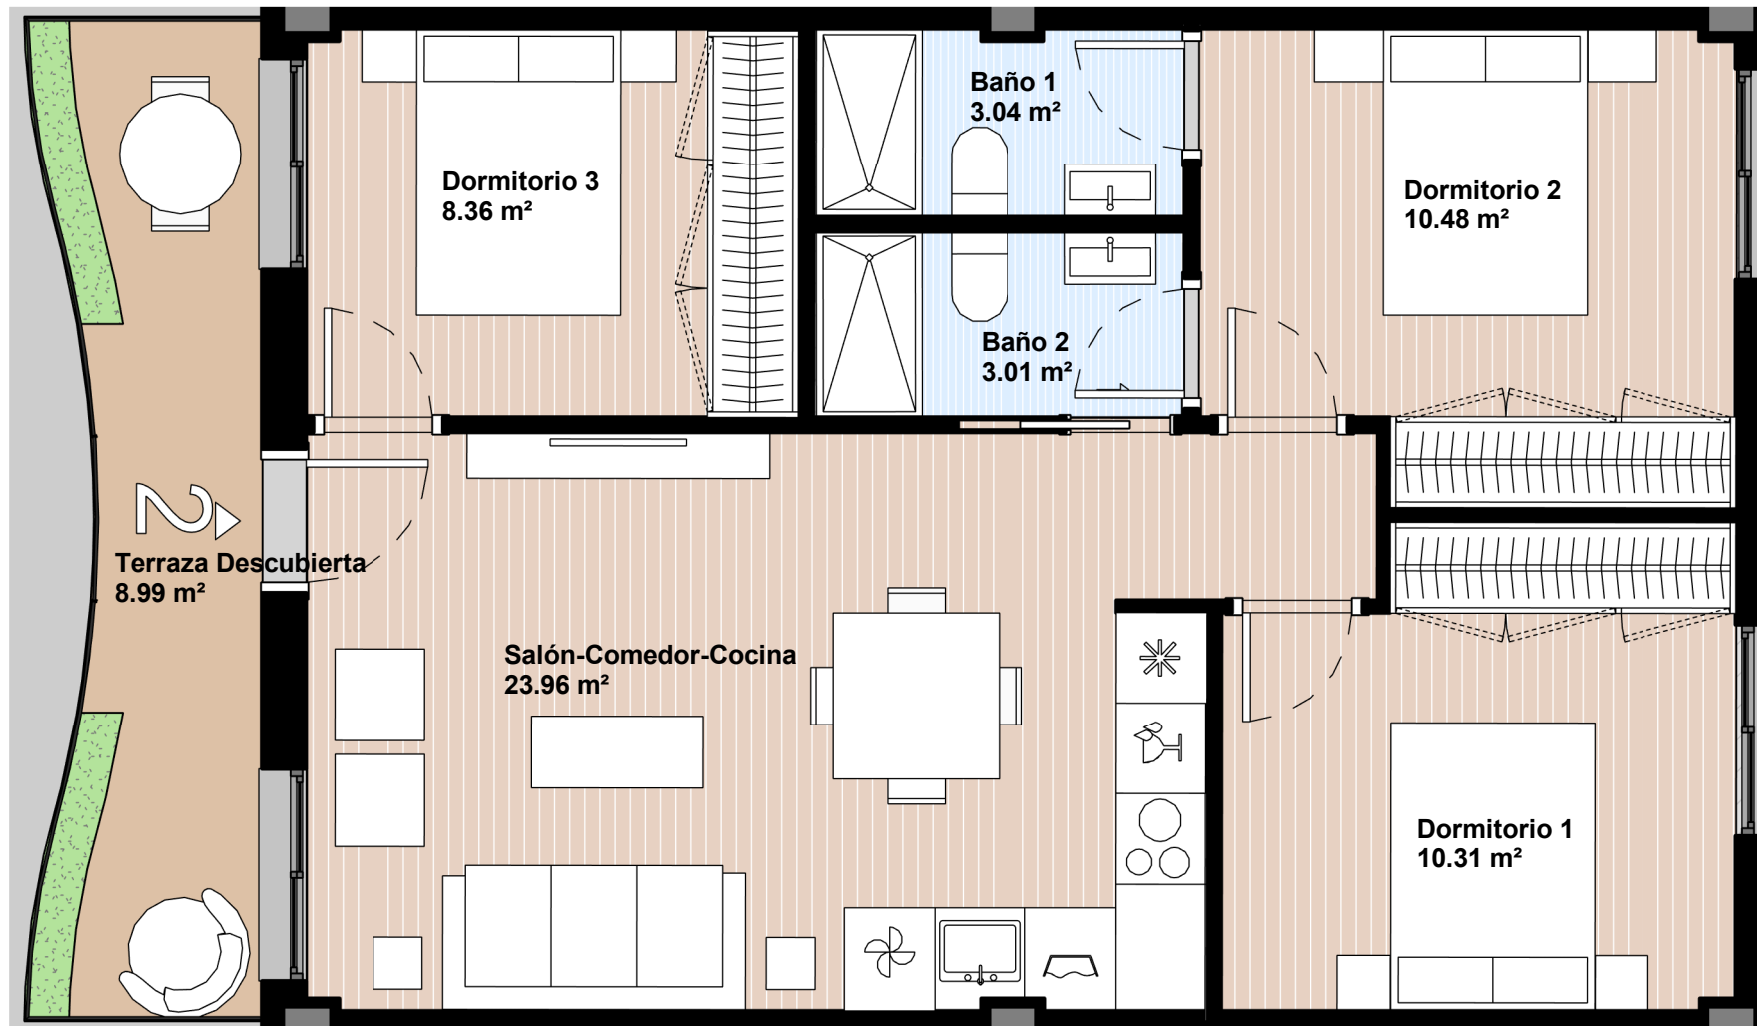 Baño 1
3.04 m²
Dormitorio 3
8.36 m²
Dormitorio 2
10.48 m²
Baño 2
3.01 m²
2
Terraza Descubierta
8.99 m²
Salón-Comedor-Cocina
23.96 m²
Dormitorio 1
10.31 m²